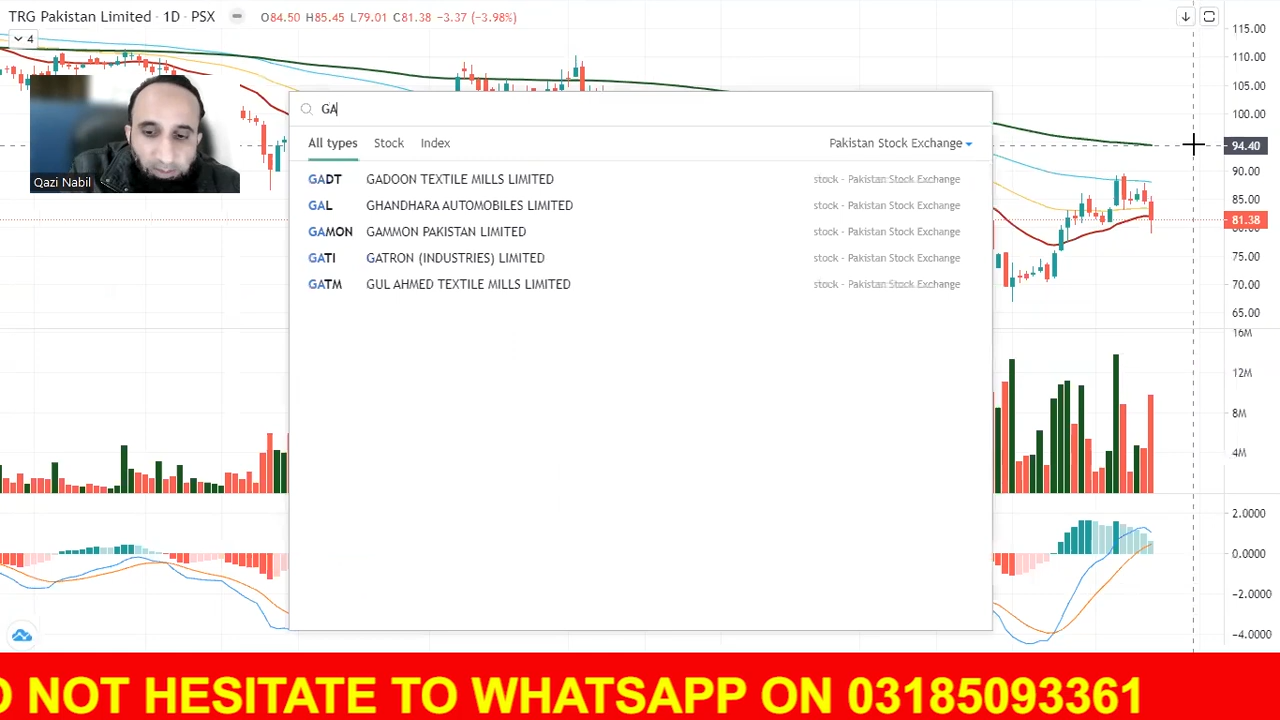 TRG Pakistan Limited · 1D · PSX O84.50 H85.45 L79.01 C81.38 −3.37 (−3.98%)
4
115.00
110.00
105.00
100.00
94.40
90.00
85.00
81.38
80.00
75.00
70.00
65.00
16M
12M
8M
4M
2.0000
0.0000
−2.0000
−4.0000
Qazi Nabil
GA
All types Stock Index Pakistan Stock Exchange
GADT GADOON TEXTILE MILLS LIMITED stock - Pakistan Stock Exchange
GAL GHANDHARA AUTOMOBILES LIMITED stock - Pakistan Stock Exchange
GAMON GAMMON PAKISTAN LIMITED stock - Pakistan Stock Exchange
GATI GATRON (INDUSTRIES) LIMITED stock - Pakistan Stock Exchange
GATM GUL AHMED TEXTILE MILLS LIMITED stock - Pakistan Stock Exchange
O NOT HESITATE TO WHATSAPP ON 03185093361